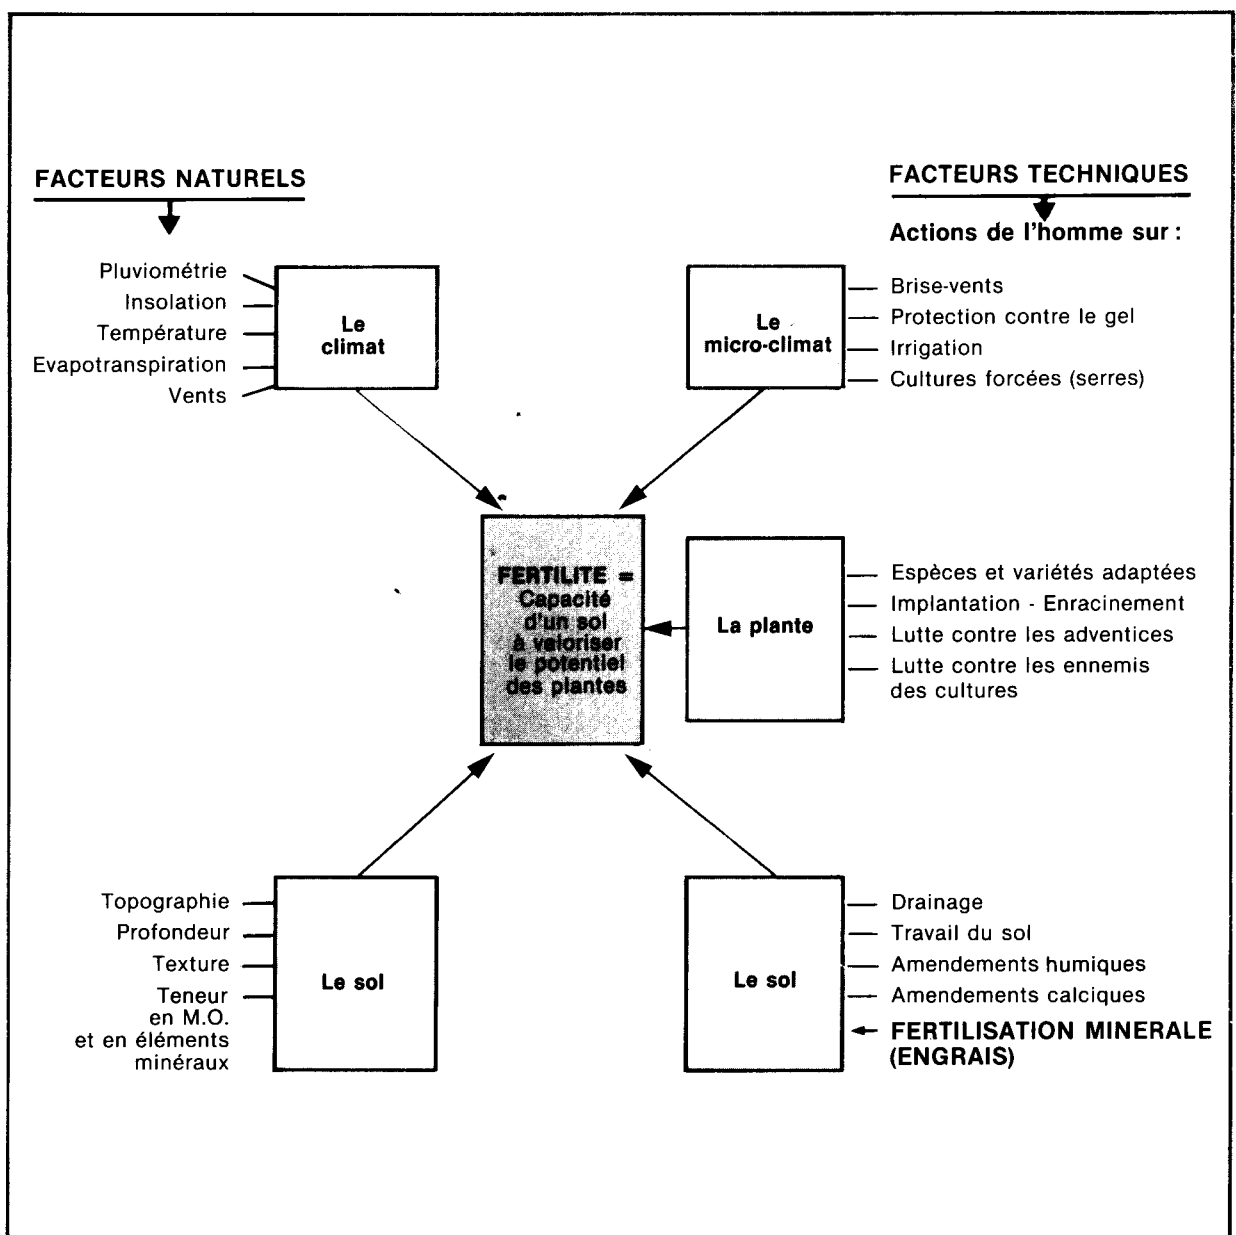 FACTEURS NATURELS
Pluviométrie
Insolation
Température
Evapotranspiration
Vents
Le
climat
FACTEURS TECHNIQUES
Actions de l'homme sur :
Le
micro-climat
Brise-vents
Protection contre le gel
Irrigation
Cultures forcées (serres)
FERTILITE =
Capacité
d'un sol
à valoriser
le potentiel
des plantes
La plante
Espèces et variétés adaptées
Implantation - Enracinement
Lutte contre les adventices
Lutte contre les ennemis
des cultures
Topographie
Profondeur
Texture
Teneur
en M.O.
et en éléments
minéraux
Le sol
Le sol
Drainage
Travail du sol
Amendements humiques
Amendements calciques
FERTILISATION MINERALE
(ENGRAIS)